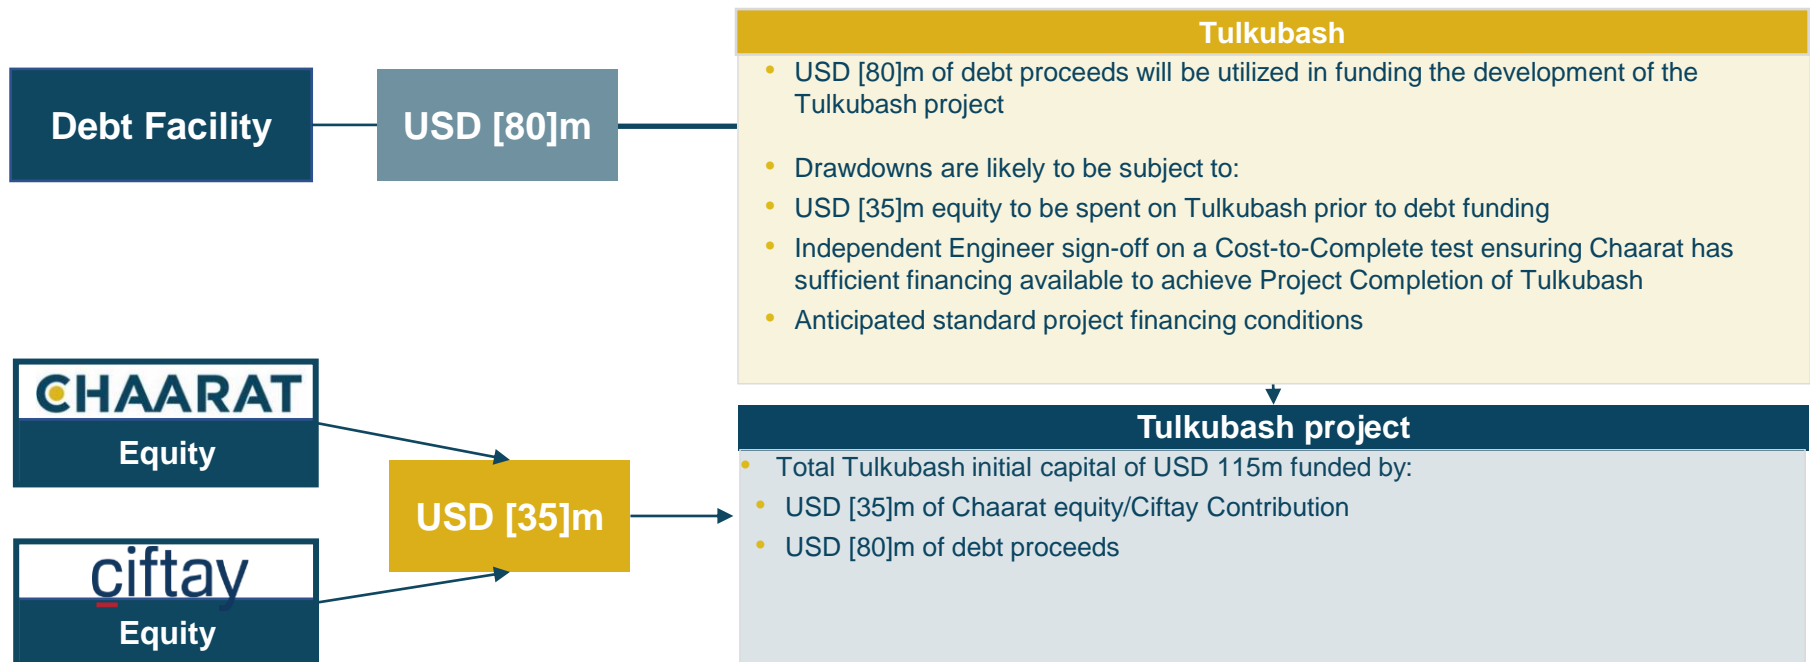 Debt Facility
USD [80]m
Tulkubash
• USD [80]m of debt proceeds will be utilized in funding the development of the
Tulkubash project
• Drawdowns are likely to be subject to:
• USD [35]m equity to be spent on Tulkubash prior to debt funding
• Independent Engineer sign-off on a Cost-to-Complete test ensuring Chaarat has
sufficient financing available to achieve Project Completion of Tulkubash
• Anticipated standard project financing conditions
CHAARAT
Equity
çiftay
Equity
USD [35]m
Tulkubash project
• Total Tulkubash initial capital of USD 115m funded by:
• USD [35]m of Chaarat equity/Ciftay Contribution
• USD [80]m of debt proceeds